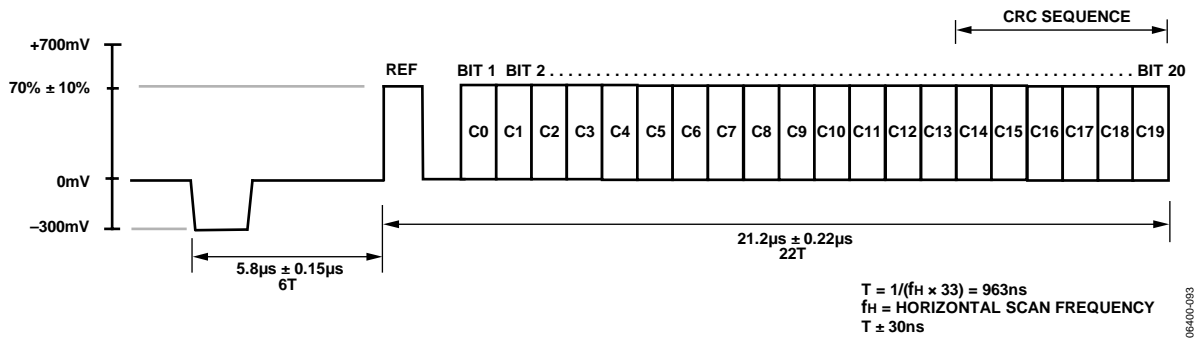 CRC SEQUENCE
+700mV
REF
BIT 1 BIT 2 . . . . . . . . . . . . . . . . . . . . . . . . . . . . . . . . . . . . . . . . . . . . . . . . . . . . . . . . . . . . . . . . . . . . . . BIT 20
70% ± 10%
C0 C1 C2 C3 C4 C5 C6 C7 C8 C9 C10 C11 C12 C13 C14 C15 C16 C17 C18 C19
0mV
–300mV
21.2µs ± 0.22µs
22T
5.8µs ± 0.15µs
6T
T = 1/(fH × 33) = 963ns
fH = HORIZONTAL SCAN FREQUENCY
T ± 30ns
06400-093